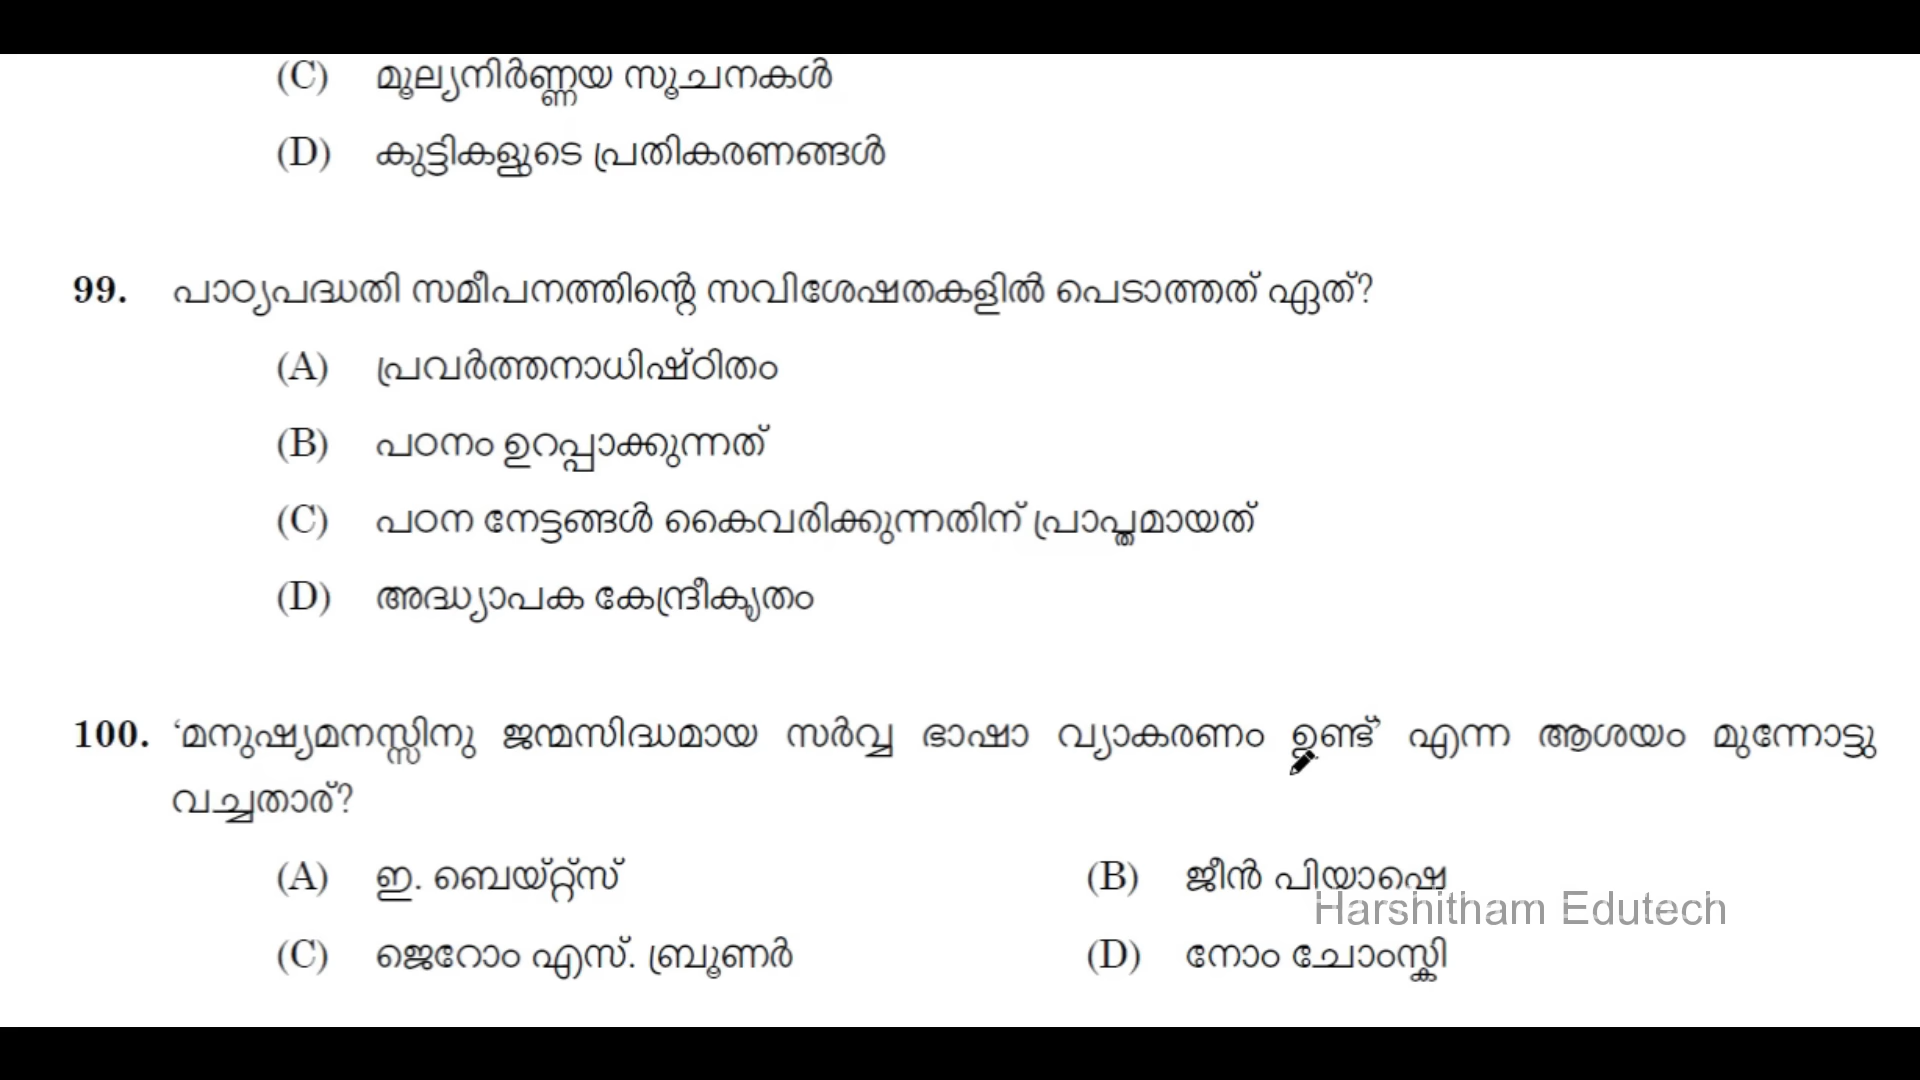 (C) മൂല്യനിർണ്ണയ സൂചനകൾ
(D) കുട്ടികളുടെ പ്രതികരണങ്ങൾ
99. പാഠ്യപദ്ധതി സമീപനത്തിന്റെ സവിശേഷതകളിൽ പെടാത്തത് ഏത്?
(A) പ്രവർത്തനാധിഷ്ഠിതം
(B) പഠനം ഉറപ്പാക്കുന്നത്
(C) പഠന നേട്ടങ്ങൾ കൈവരിക്കുന്നതിന് പ്രാപ്തമായത്
(D) അദ്ധ്യാപക കേന്ദ്രീകൃതം
100. ‘മനുഷ്യമനസ്സിനു ജന്മസിദ്ധമായ സർവ്വ ഭാഷാ വ്യാകരണം ഉണ്ട്’ എന്ന ആശയം മുന്നോട്ടു
വച്ചതാര്?
(A) ഇ. ബെയ്റ്റ്സ് (B) ജീൻ പിയാഷെ
Harshitham Edutech
(C) ജെറോം എസ്. ബ്രൂണർ (D) നോം ചോംസ്കി